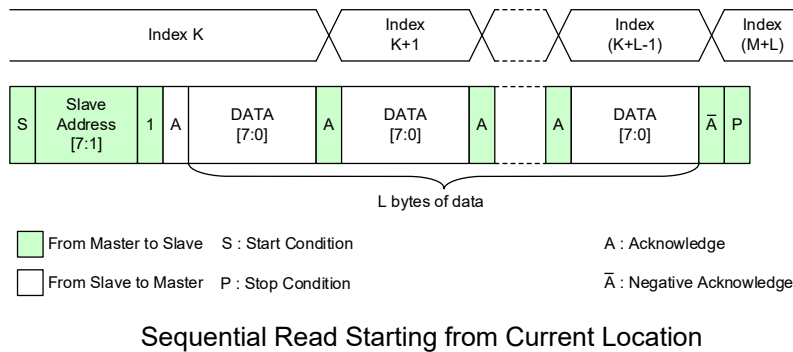 Index K
Index
K+1
Index
(K+L-1)
Index
(M+L)
S
Slave
Address
[7:1]
1
A
DATA
[7:0]
A
DATA
[7:0]
A
A
DATA
[7:0]
A̅
P
L bytes of data
From Master to Slave
S : Start Condition
A : Acknowledge
From Slave to Master
P : Stop Condition
A̅ : Negative Acknowledge
Sequential Read Starting from Current Location